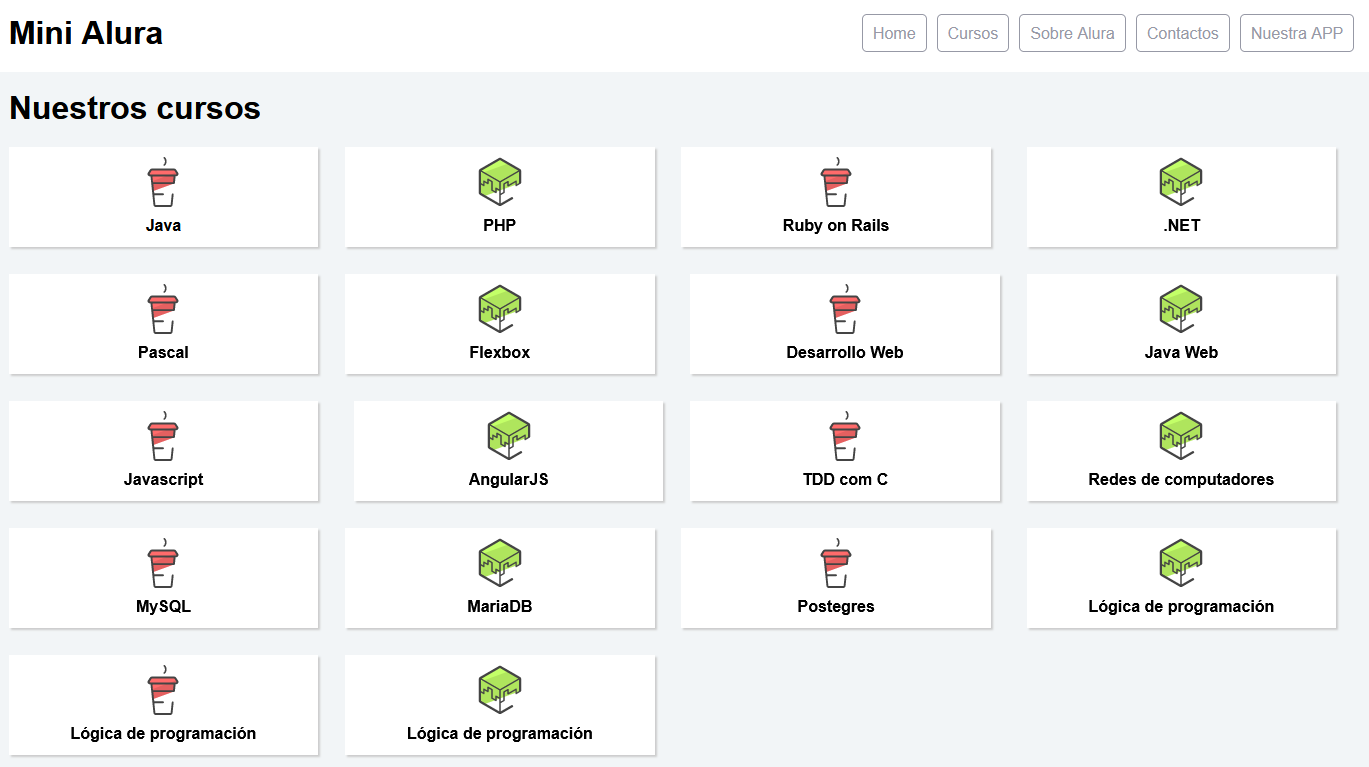 Mini Alura
Home Cursos Sobre Alura Contactos Nuestra APP
Nuestros cursos
Java PHP Ruby on Rails .NET
Pascal Flexbox Desarrollo Web Java Web
Javascript AngularJS TDD com C Redes de computadores
MySQL MariaDB Postegres Lógica de programación
Lógica de programación Lógica de programación